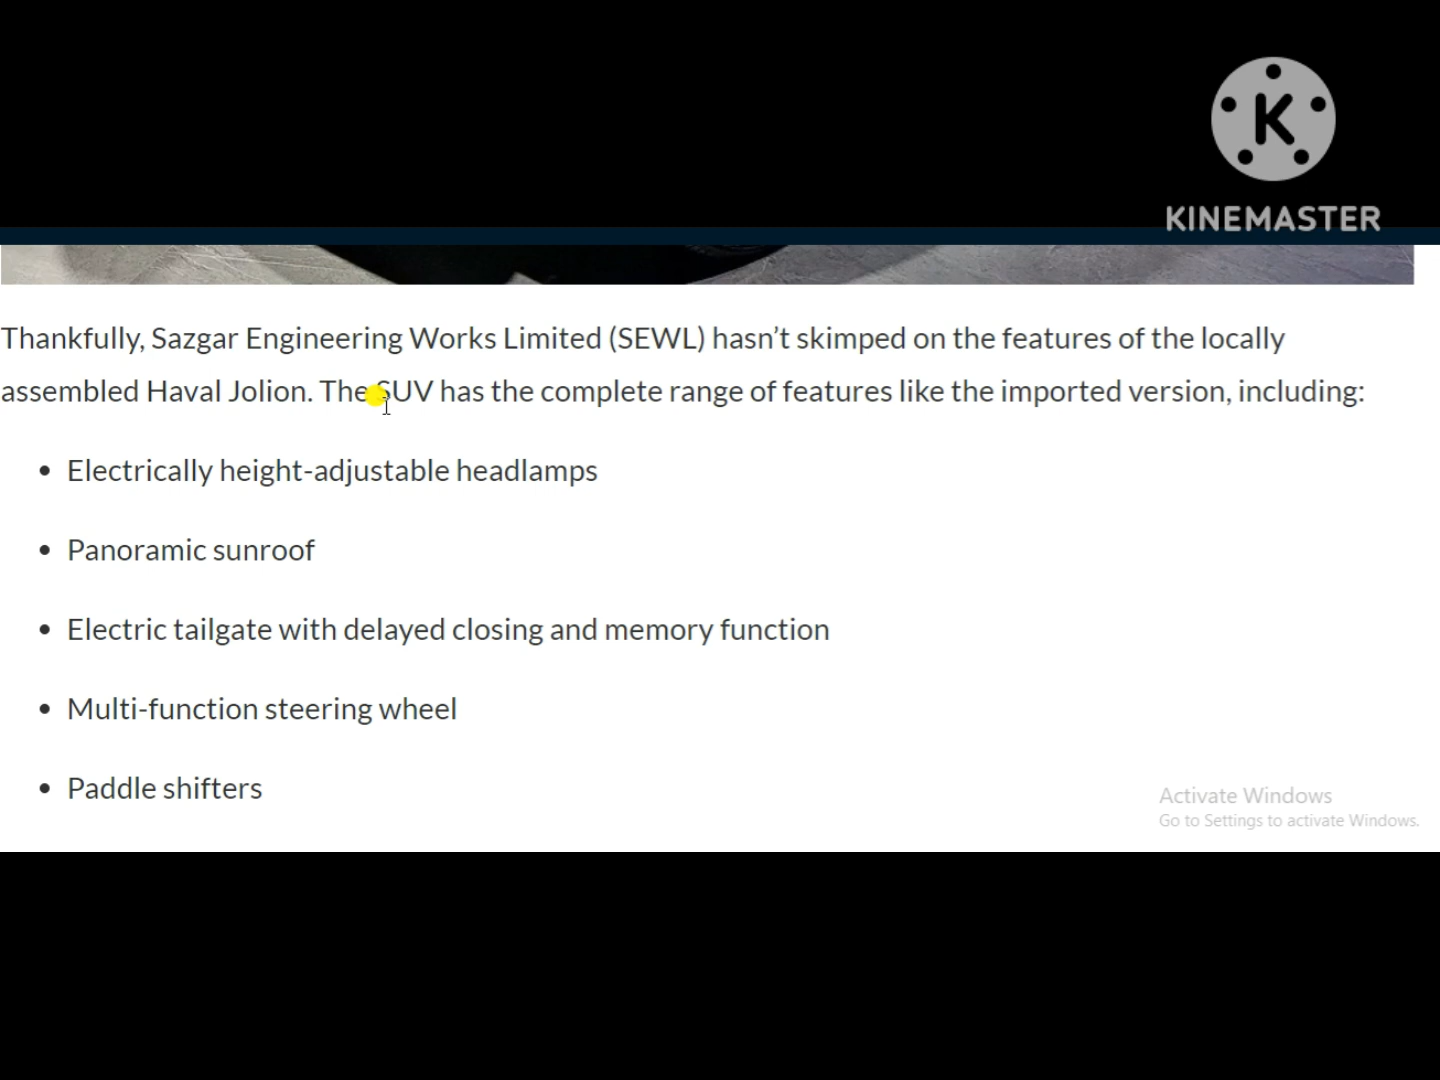 K
KINEMASTER
Thankfully, Sazgar Engineering Works Limited (SEWL) hasn’t skimped on the features of the locally
assembled Haval Jolion. The SUV has the complete range of features like the imported version, including:
• Electrically height-adjustable headlamps
• Panoramic sunroof
• Electric tailgate with delayed closing and memory function
• Multi-function steering wheel
• Paddle shifters
Activate Windows
Go to Settings to activate Windows.